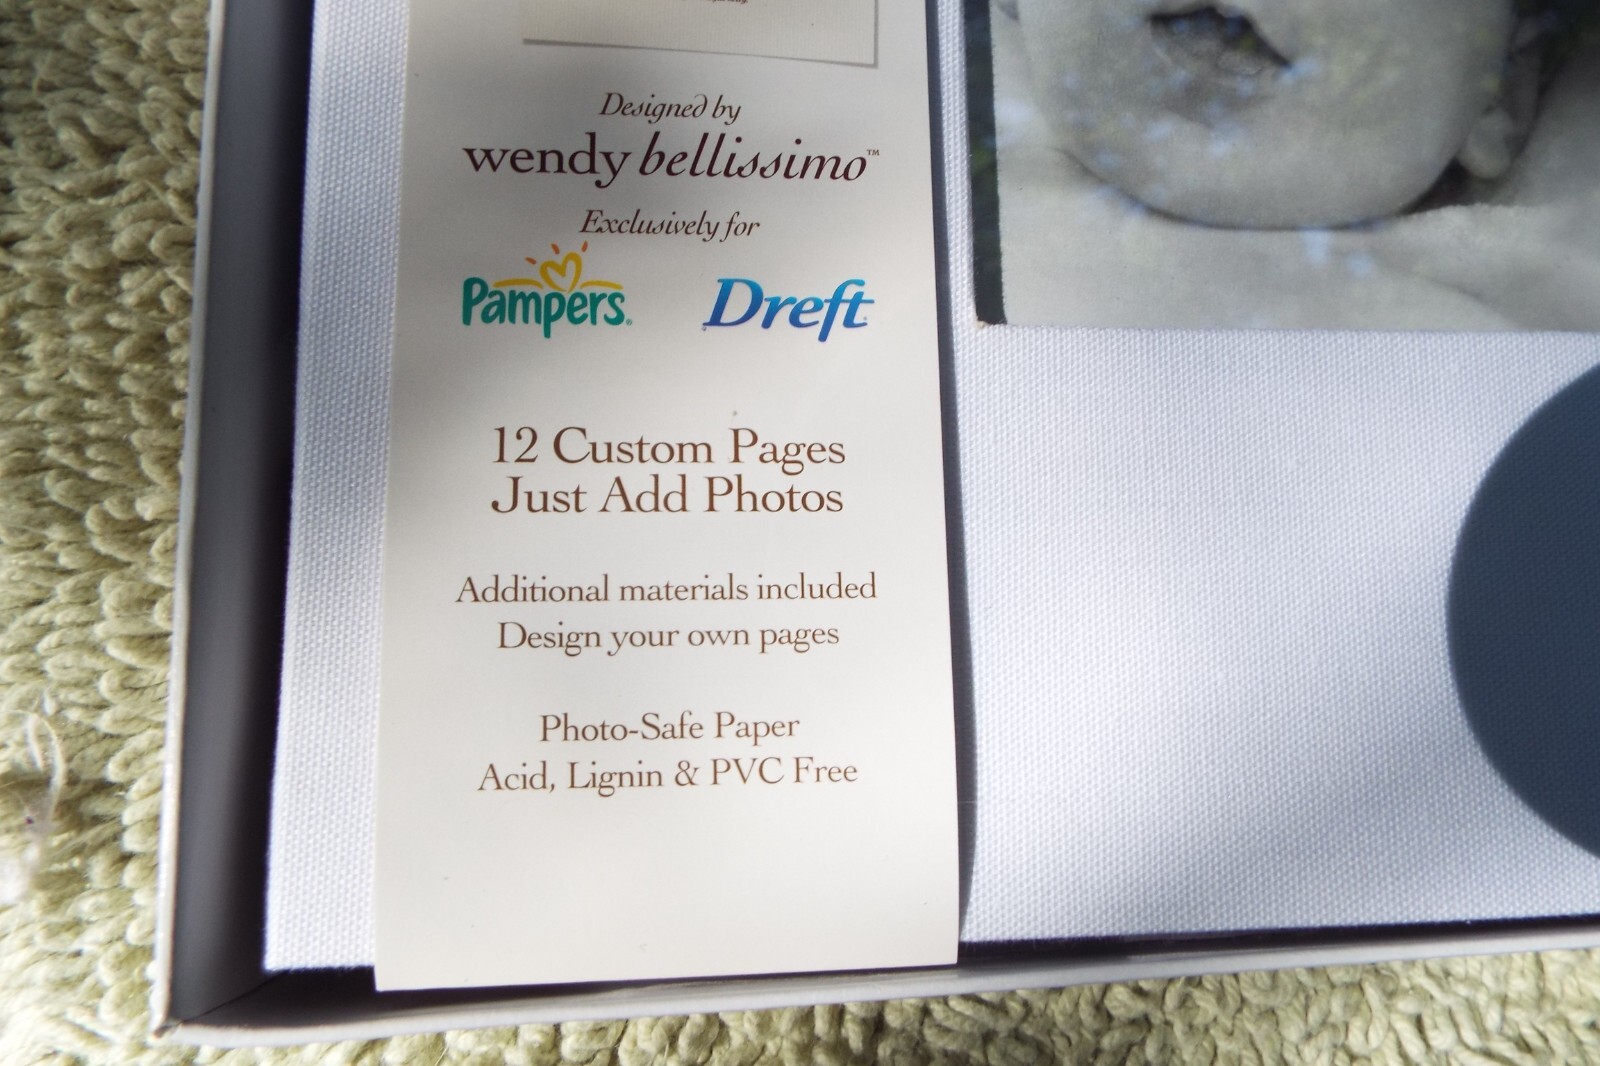 Designed by
wendy bellissimo™
Exclusively for
Pampers®
Dreft®
12 Custom Pages
Just Add Photos
Additional materials included
Design your own pages
Photo-Safe Paper
Acid, Lignin & PVC Free